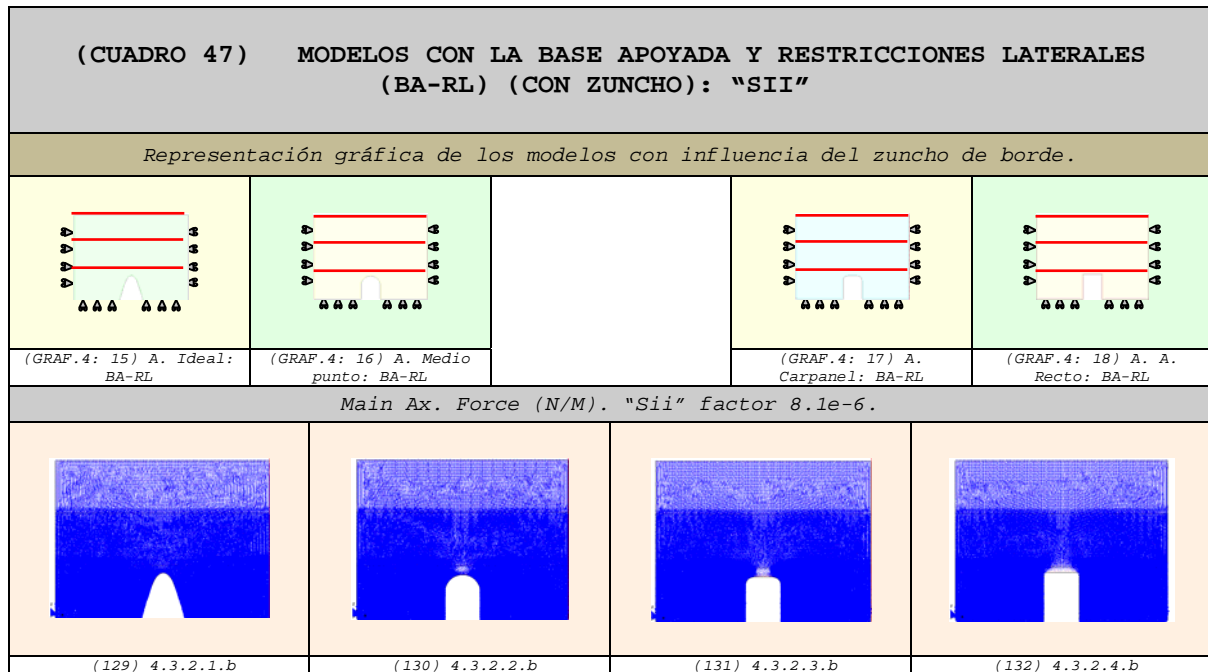 (CUADRO 47) MODELOS CON LA BASE APOYADA Y RESTRICCIONES LATERALES
(BA-RL) (CON ZUNCHO): “SII”
Representación gráfica de los modelos con influencia del zuncho de borde.
(GRAF.4: 15) A. Ideal:
BA-RL
(GRAF.4: 16) A. Medio
punto: BA-RL
(GRAF.4: 17) A.
Carpanel: BA-RL
(GRAF.4: 18) A. A.
Recto: BA-RL
Main Ax. Force (N/M). “Sii” factor 8.1e-6.
(129) 4.3.2.1.b
(130) 4.3.2.2.b
(131) 4.3.2.3.b
(132) 4.3.2.4.b